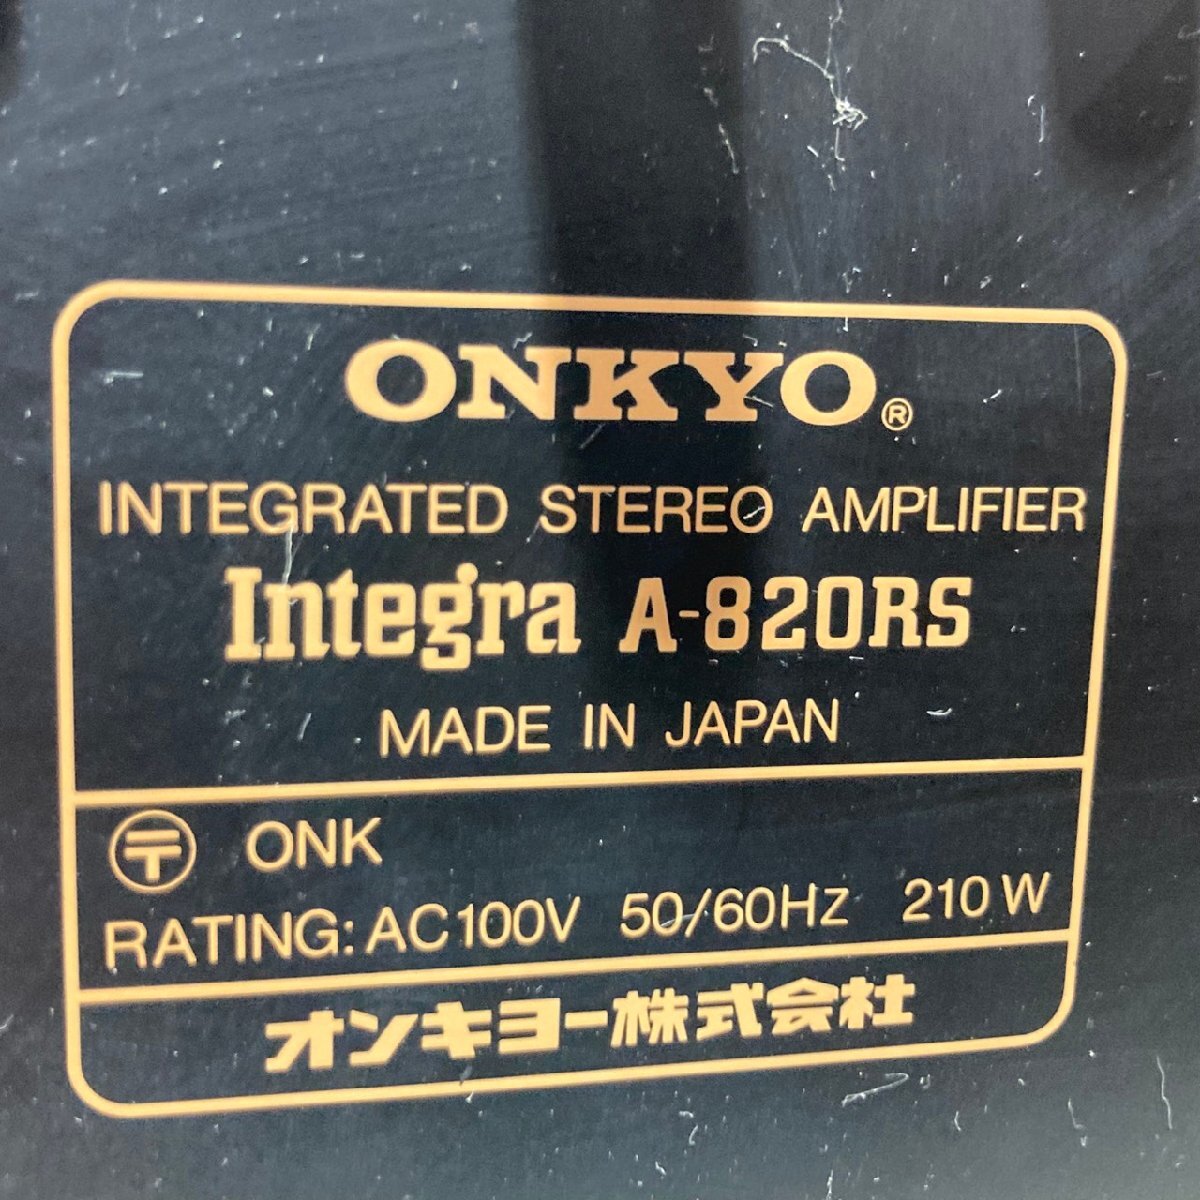 ONKYO®
INTEGRATED STEREO AMPLIFIER
Integra A-820RS
MADE IN JAPAN
〶 ONK
RATING: AC100V 50/60Hz 210W
オンキヨー株式会社